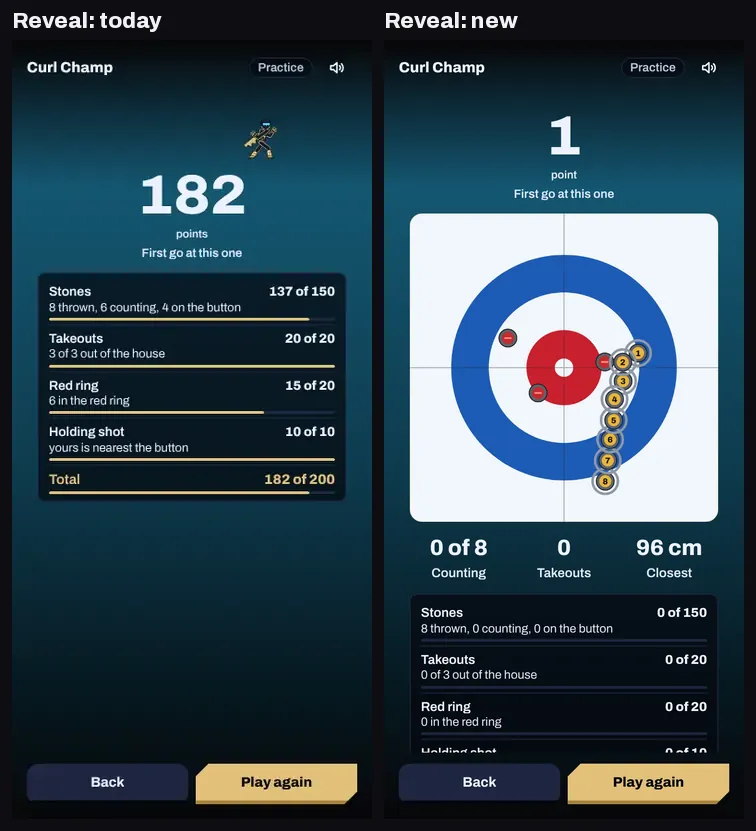 Reveal: today
Curl Champ
Practice
182
points
First go at this one
Stones 137 of 150
8 thrown, 6 counting, 4 on the button
Takeouts 20 of 20
3 of 3 out of the house
Red ring 15 of 20
6 in the red ring
Holding shot 10 of 10
yours is nearest the button
Total 182 of 200
Back
Play again
Reveal: new
Curl Champ
Practice
1
point
First go at this one
1
2
3
4
5
6
7
8
0 of 8 0 96 cm
Counting Takeouts Closest
Stones 0 of 150
8 thrown, 0 counting, 0 on the button
Takeouts 0 of 20
0 of 3 out of the house
Red ring 0 of 20
0 in the red ring
Holding shot 0 of 10
Back
Play again